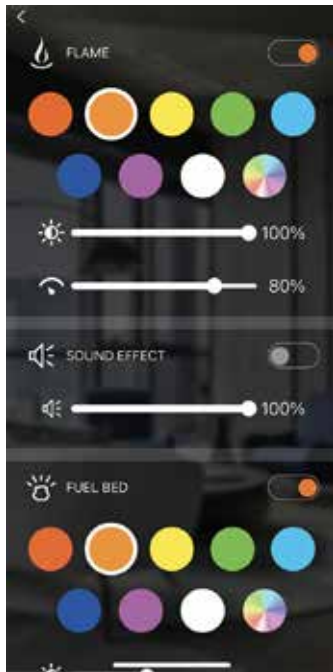 FLAME
100%
80%
SOUND EFFECT
100%
FUEL BED